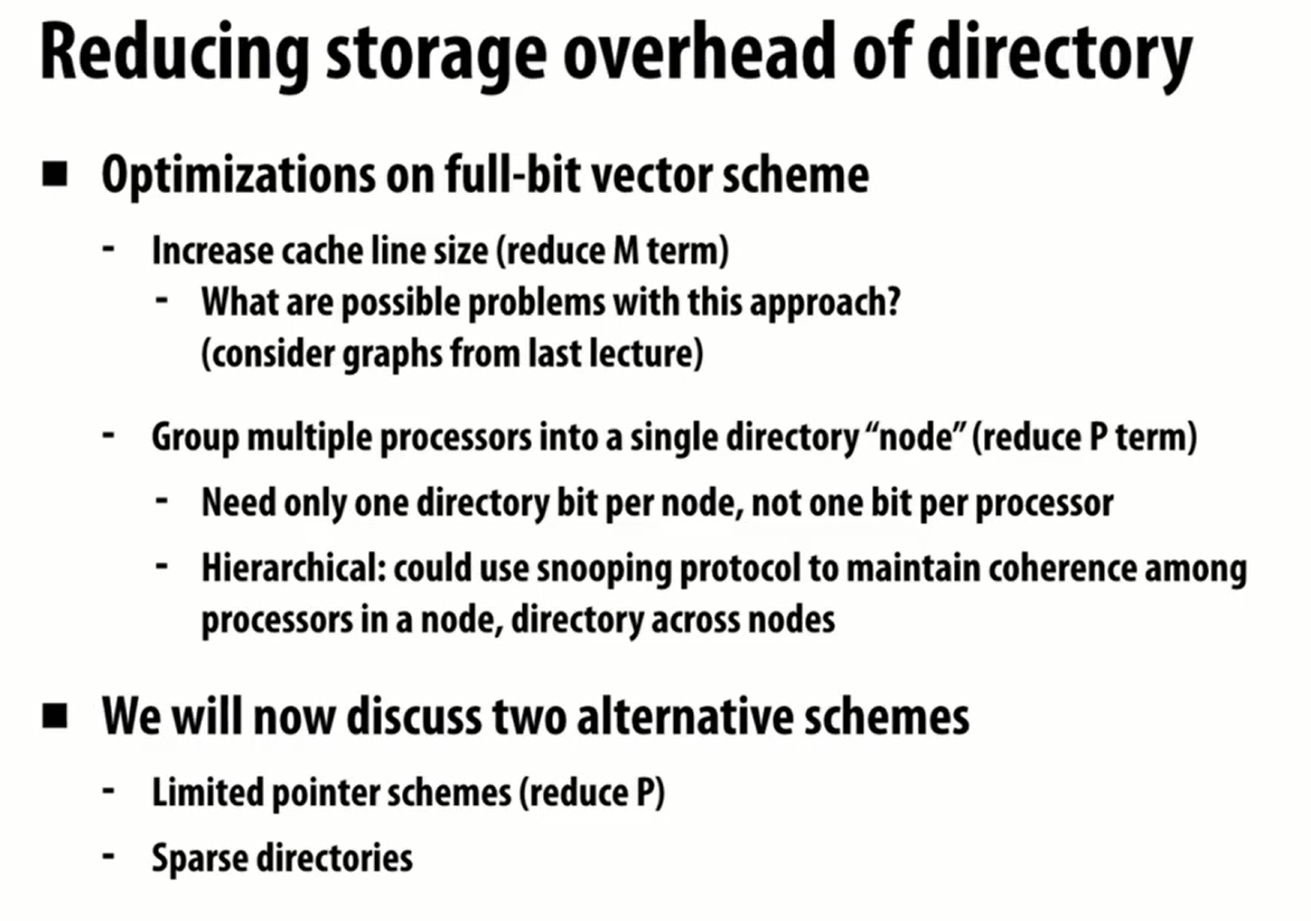 Reducing storage overhead of directory
■ Optimizations on full-bit vector scheme
- Increase cache line size (reduce M term)
- What are possible problems with this approach?
(consider graphs from last lecture)
- Group multiple processors into a single directory “node” (reduce P term)
- Need only one directory bit per node, not one bit per processor
- Hierarchical: could use snooping protocol to maintain coherence among
processors in a node, directory across nodes
■ We will now discuss two alternative schemes
- Limited pointer schemes (reduce P)
- Sparse directories